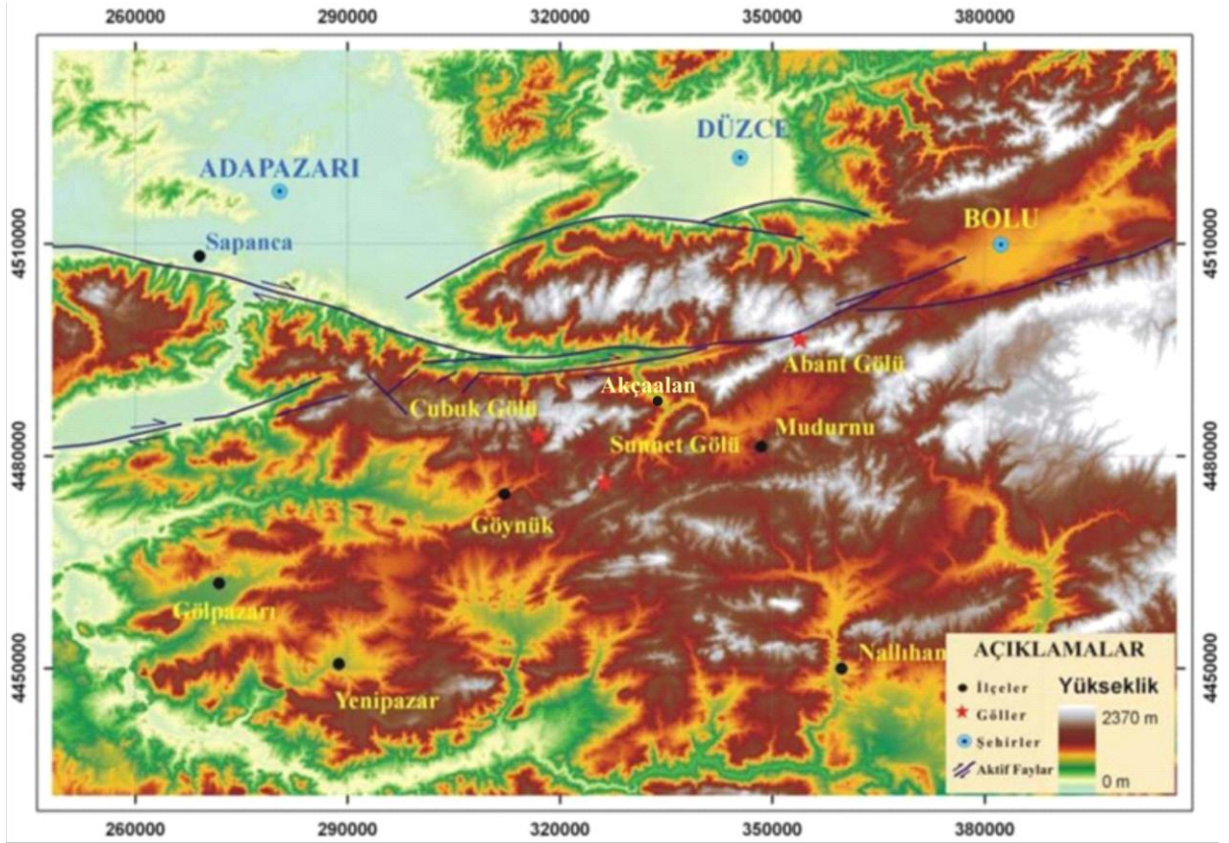 260000 290000 320000 350000 380000
DÜZCE
ADAPAZARI
BOLU
Sapanca
4510000
4510000
Abant Gölü
Akçaalan
Cubuk Gölü
Mudurnu
Sunnet Gölü
4480000
4480000
Göynük
Gölpazarı
Nallıhan
Yenipazar
4450000
4450000
AÇIKLAMALAR
İlçeler
Göller
Şehirler
Aktif Faylar
Yükseklik
2370 m
0 m
260000 290000 320000 350000 380000